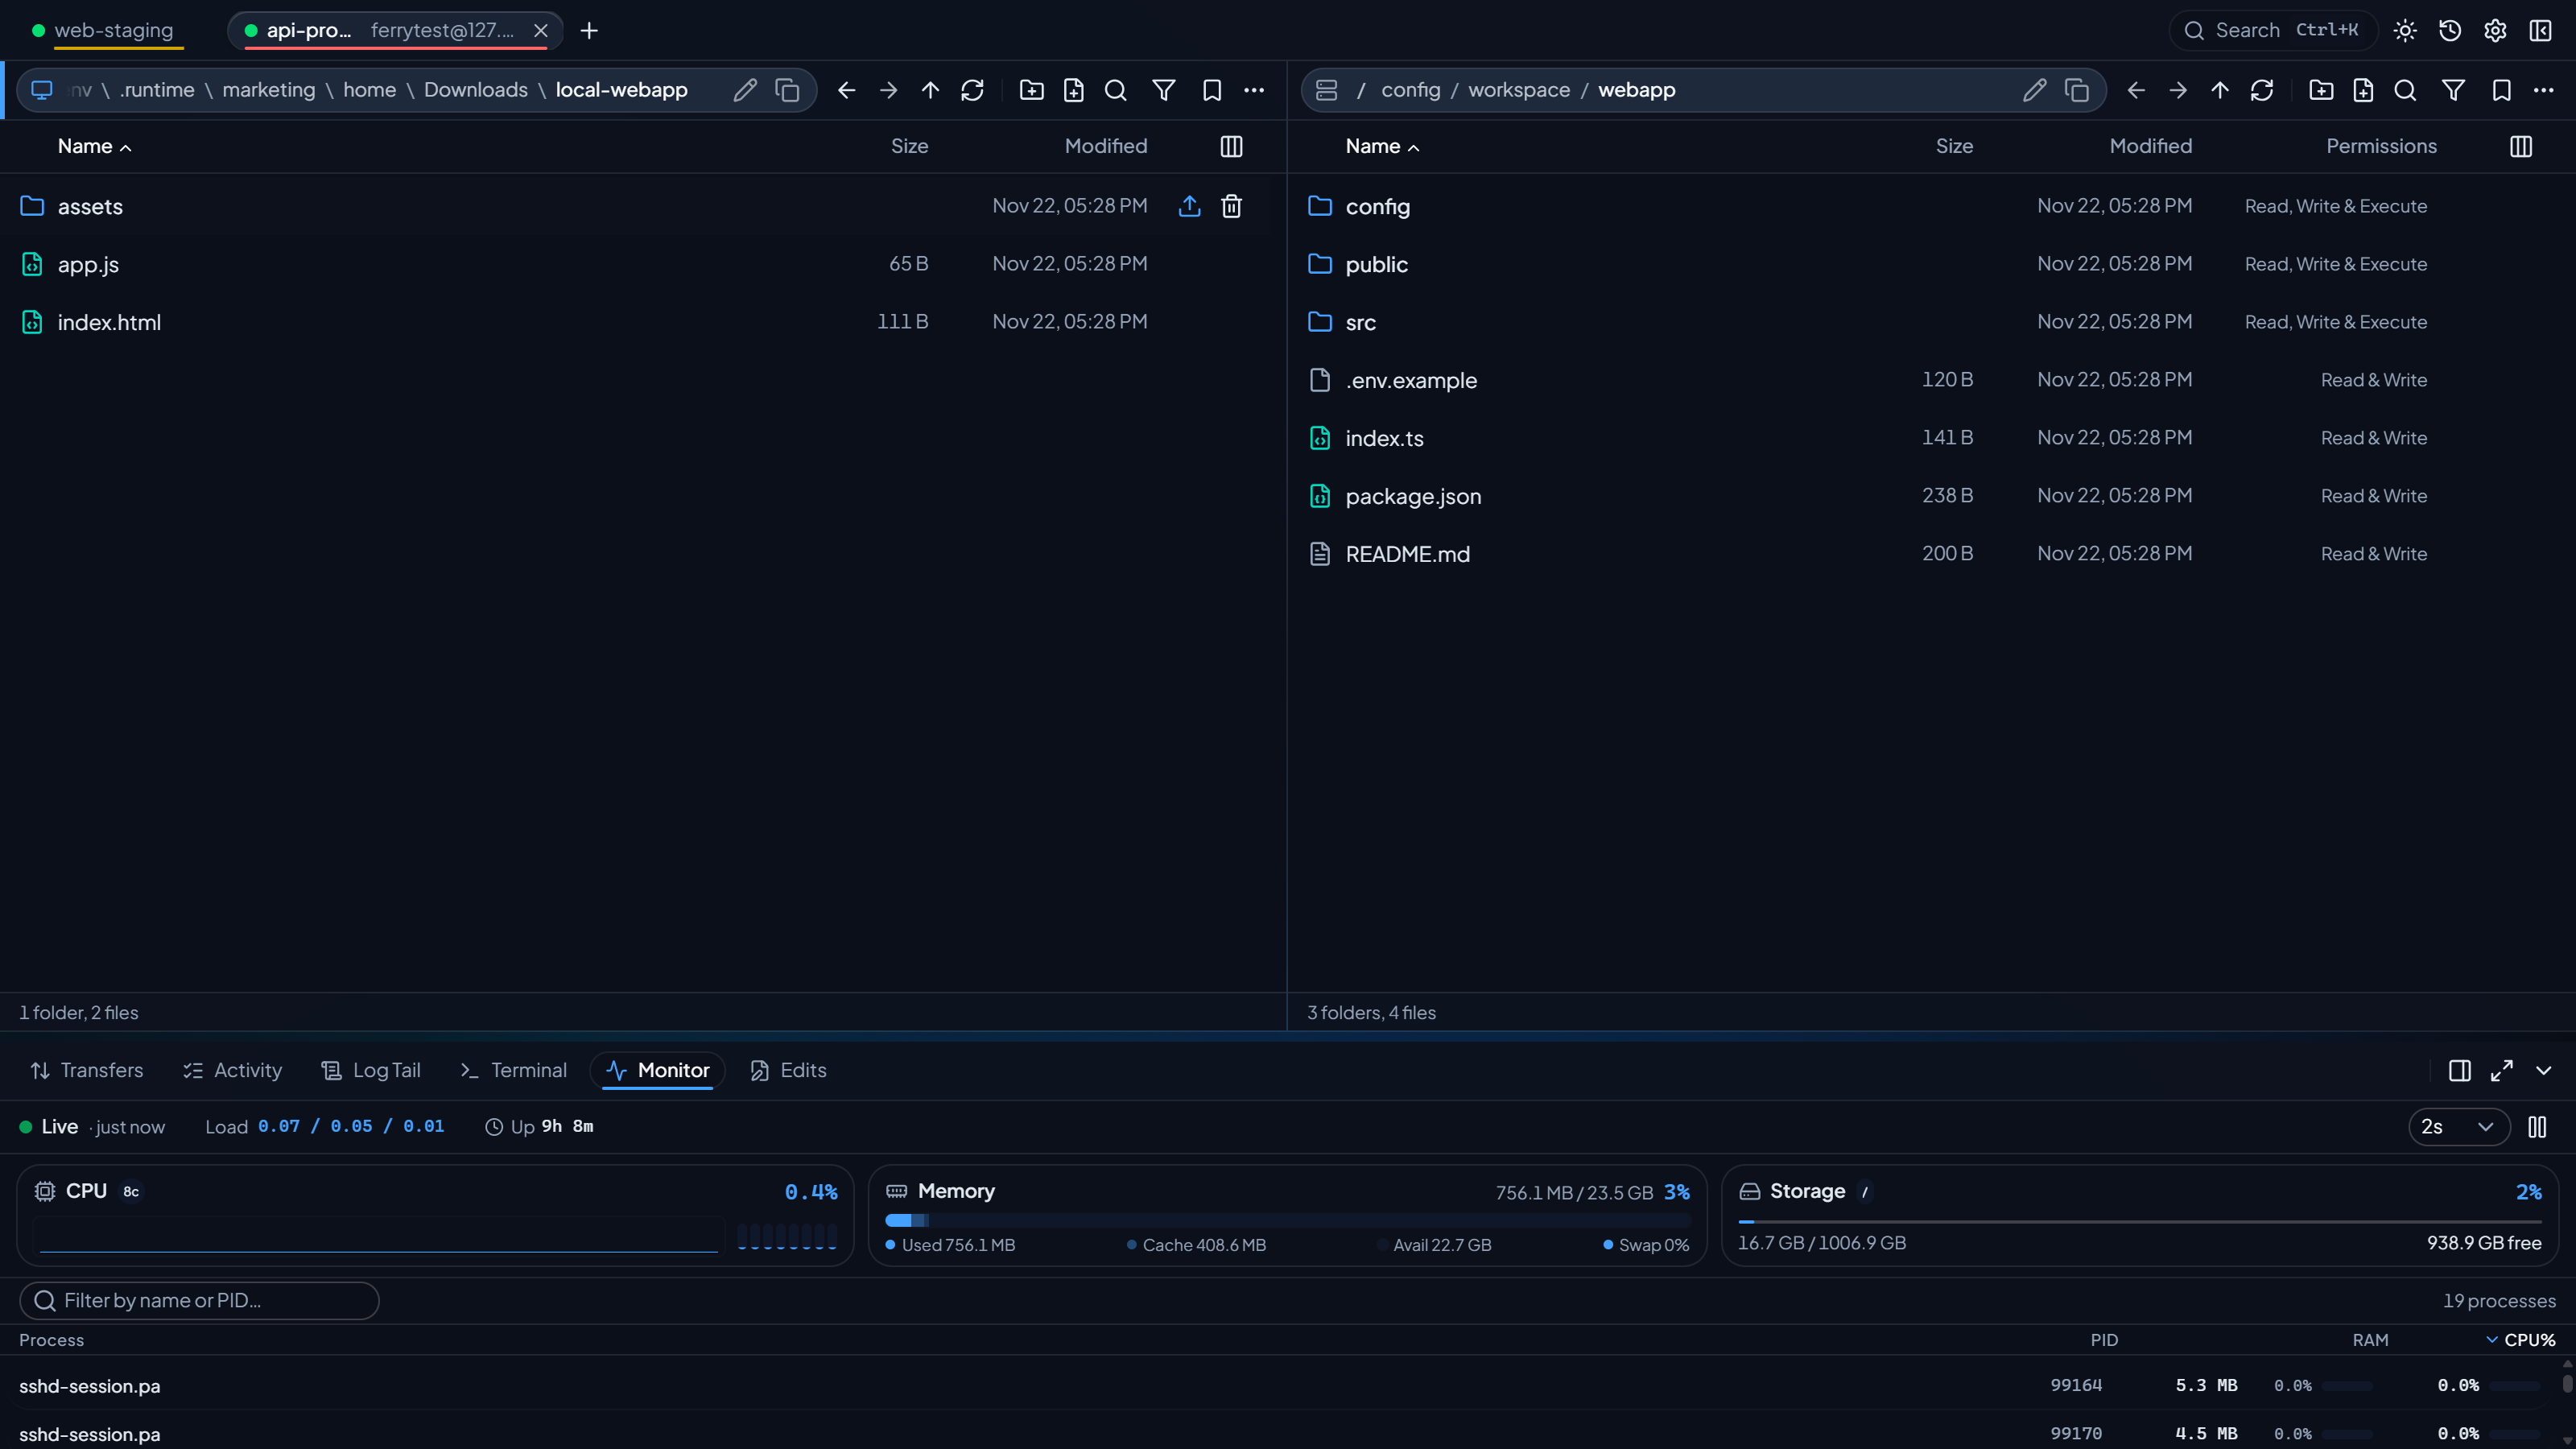 web-staging api-pro... ferrytest@127.... Search Ctrl+K
nv \ .runtime \ marketing \ home \ Downloads \ local-webapp
/ config / workspace / webapp
Name Size Modified
assets Nov 22, 05:28 PM
app.js 65 B Nov 22, 05:28 PM
index.html 111 B Nov 22, 05:28 PM
1 folder, 2 files
Name Size Modified Permissions
config Nov 22, 05:28 PM Read, Write & Execute
public Nov 22, 05:28 PM Read, Write & Execute
src Nov 22, 05:28 PM Read, Write & Execute
.env.example 120 B Nov 22, 05:28 PM Read & Write
index.ts 141 B Nov 22, 05:28 PM Read & Write
package.json 238 B Nov 22, 05:28 PM Read & Write
README.md 200 B Nov 22, 05:28 PM Read & Write
3 folders, 4 files
Transfers Activity Log Tail Terminal Monitor Edits
Live · just now Load 0.07 / 0.05 / 0.01 Up 9h 8m 2s
CPU 8c 0.4%
Memory 756.1 MB / 23.5 GB 3%
Used 756.1 MB Cache 408.6 MB Avail 22.7 GB Swap 0%
Storage / 2%
16.7 GB / 1006.9 GB 938.9 GB free
Filter by name or PID... 19 processes
Process PID RAM CPU%
sshd-session.pa 99164 5.3 MB 0.0% 0.0%
sshd-session.pa 99170 4.5 MB 0.0% 0.0%